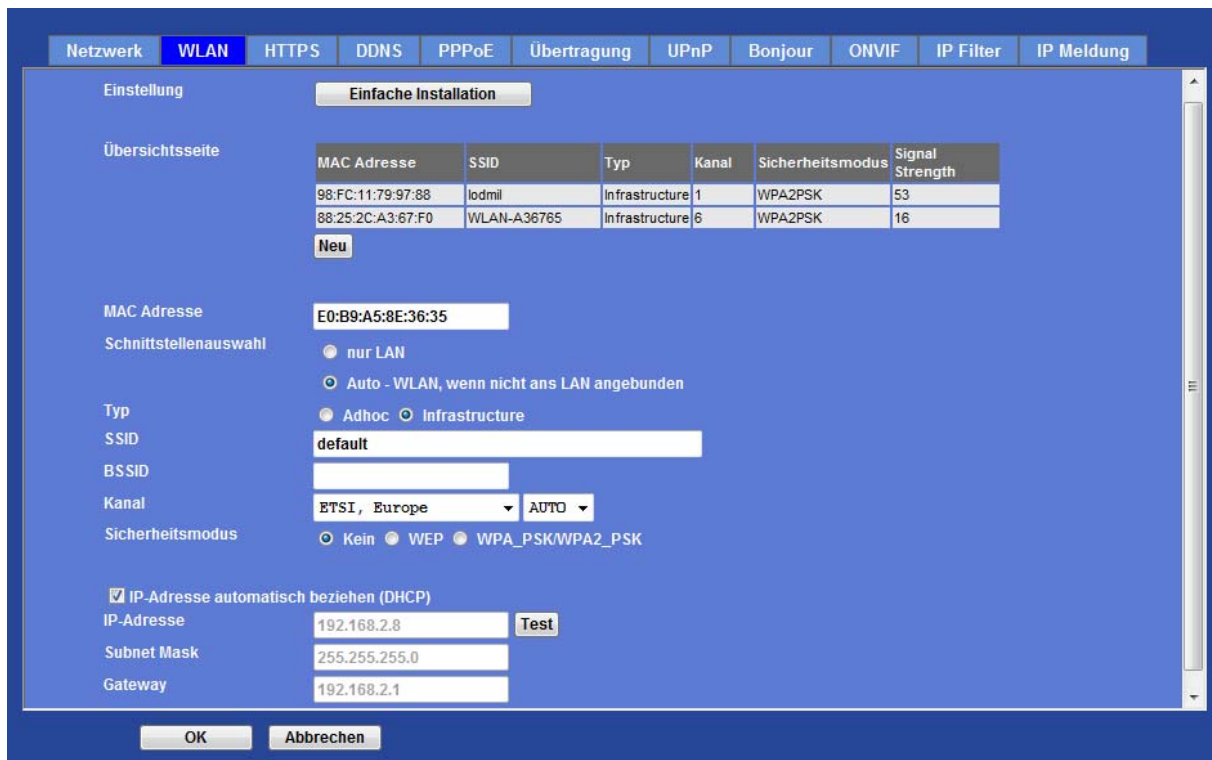 Netzwerk WLAN HTTPS DDNS PPPoE Übertragung UPnP Bonjour ONVIF IP Filter IP Meldung
Einstellung Einfache Installation
Übersichtsseite
MAC Adresse SSID Typ Kanal Sicherheitsmodus Signal Strength
98:FC:11:79:97:88 lodmil Infrastructure 1 WPA2PSK 53
88:25:2C:A3:67:F0 WLAN-A36765 Infrastructure 6 WPA2PSK 16
Neu
MAC Adresse E0:B9:A5:8E:36:35
Schnittstellenauswahl nur LAN
Auto - WLAN, wenn nicht ans LAN angebunden
Typ Adhoc Infrastructure
SSID default
BSSID
Kanal ETSI, Europe AUTO
Sicherheitsmodus Kein WEP WPA_PSK/WPA2_PSK
IP-Adresse automatisch beziehen (DHCP)
IP-Adresse 192.168.2.8 Test
Subnet Mask 255.255.255.0
Gateway 192.168.2.1
OK Abbrechen